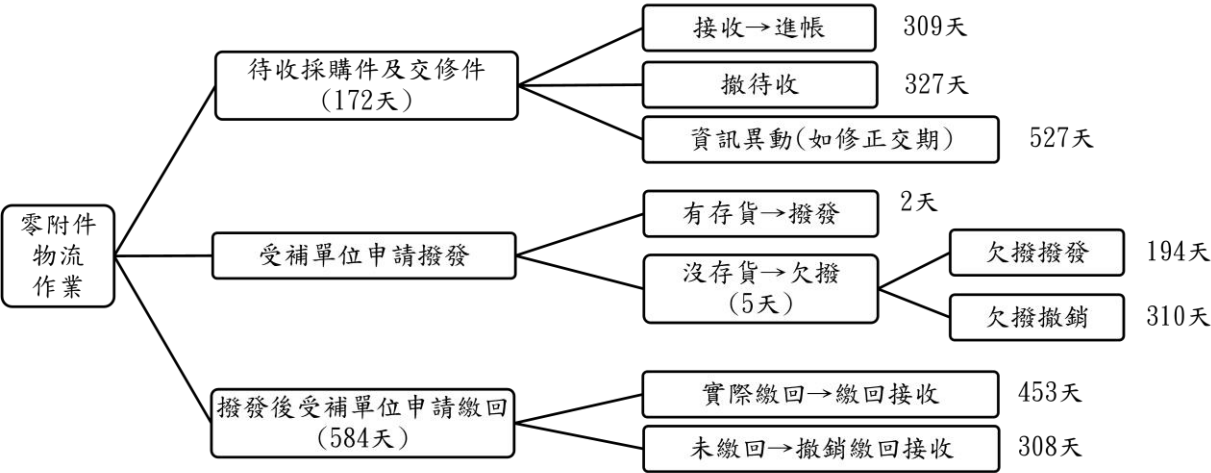 零附件
物流
作業
待收採購件及交修件
(172天)
接收→進帳 309天
撤待收 327天
資訊異動(如修正交期) 527天
受補單位申請撥發
有存貨→撥發 2天
沒存貨→欠撥
(5天)
欠撥撥發 194天
欠撥撤銷 310天
撥發後受補單位申請繳回
(584天)
實際繳回→繳回接收 453天
未繳回→撤銷繳回接收 308天